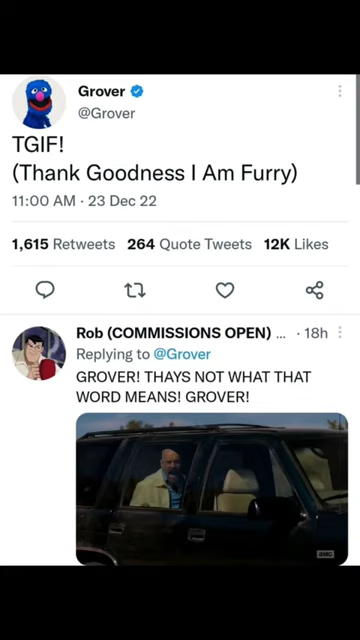 Grover
@Grover
TGIF!
(Thank Goodness I Am Furry)
11:00 AM · 23 Dec 22
1,615 Retweets 264 Quote Tweets 12K Likes
Rob (COMMISSIONS OPEN) ... · 18h
Replying to @Grover
GROVER! THAYS NOT WHAT THAT
WORD MEANS! GROVER!
aMC